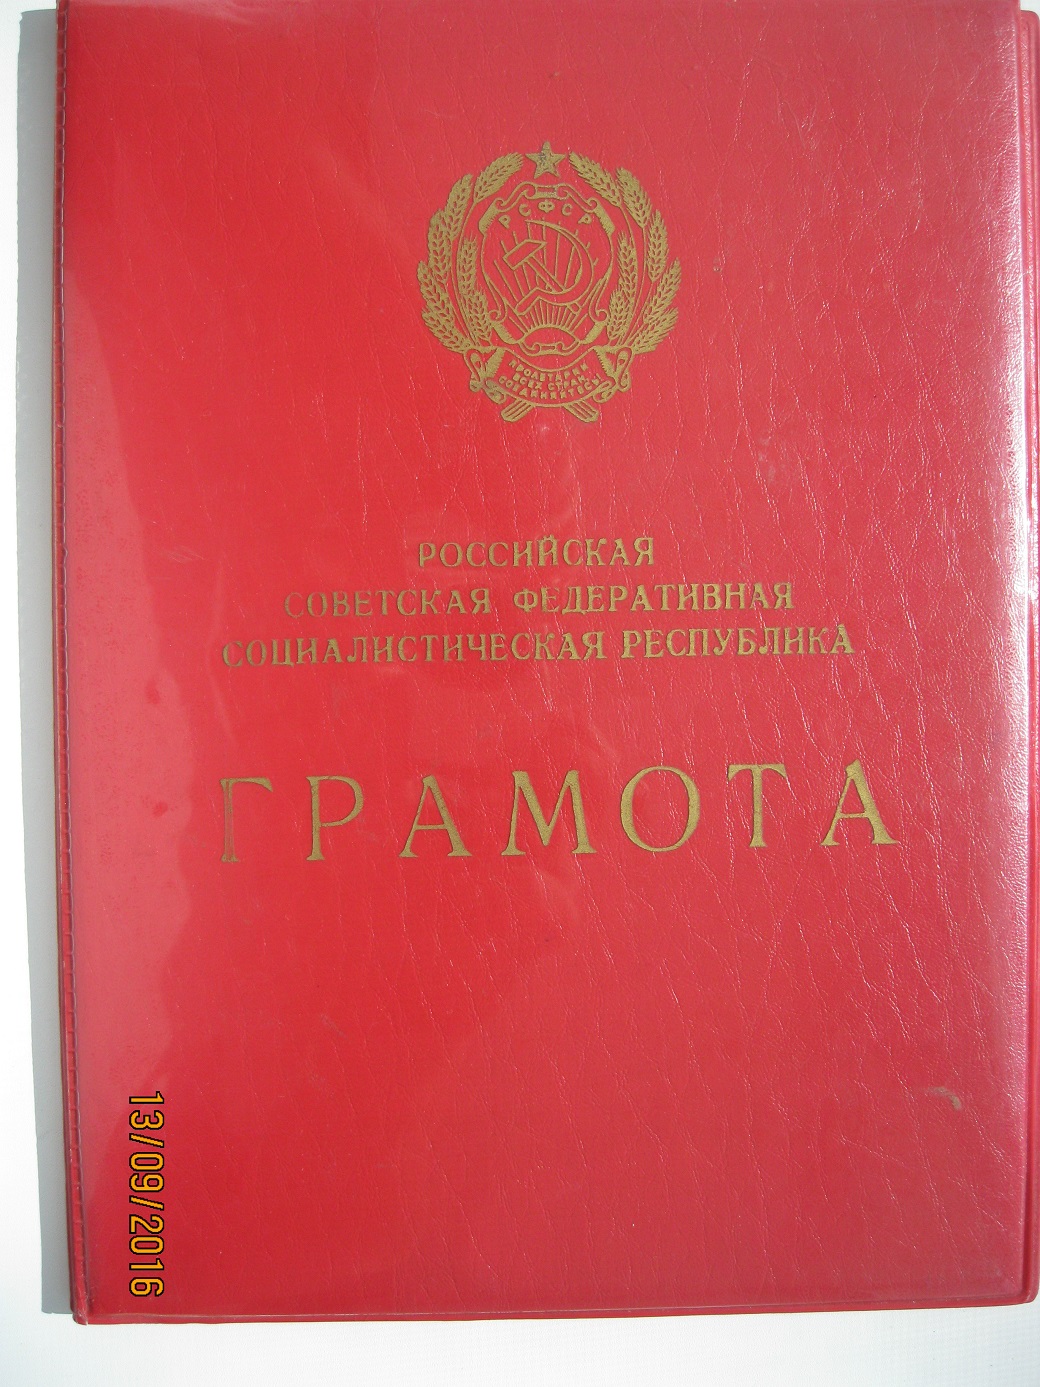 РСФСР
ПРОЛЕТАРИИ
ВСЕХ СТРАН
СОЕДИНЯЙТЕСЬ!
РОССИЙСКАЯ
СОВЕТСКАЯ ФЕДЕРАТИВНАЯ
СОЦИАЛИСТИЧЕСКАЯ РЕСПУБЛИКА
ГРАМОТА
13/09/2016